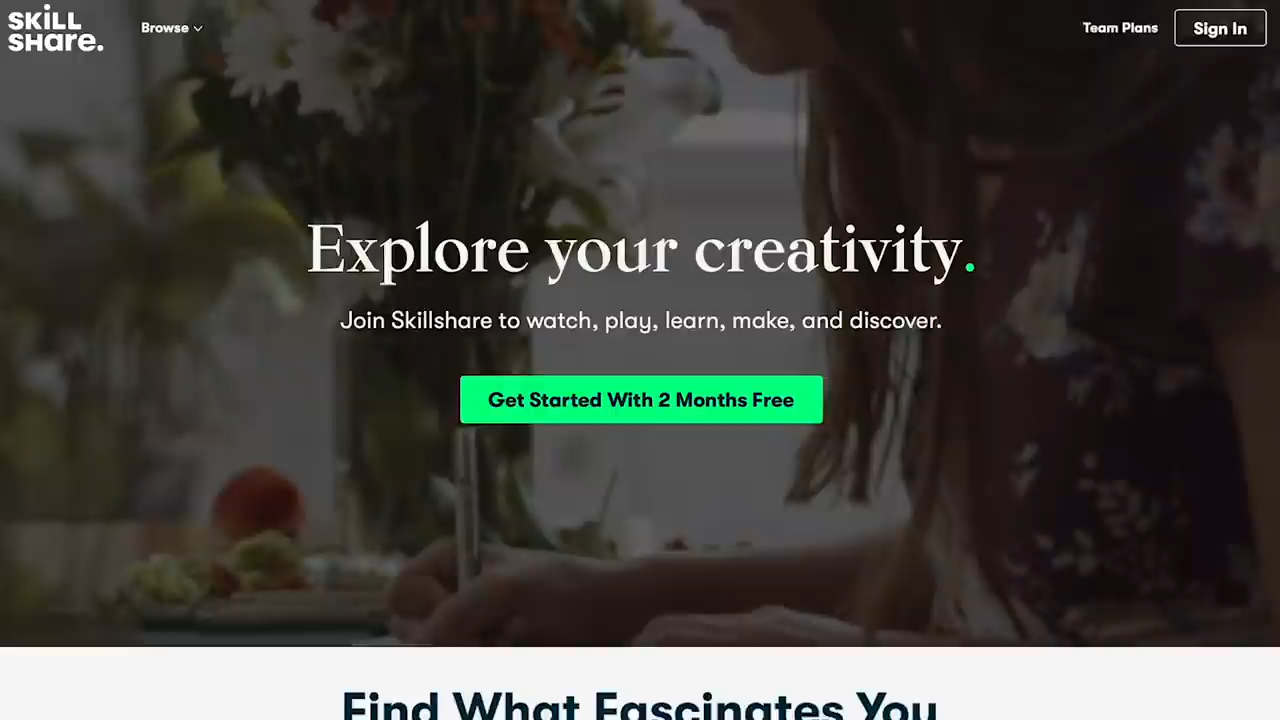 SKILL
SHare.
Browse
Team Plans
Sign In
Explore your creativity.
Join Skillshare to watch, play, learn, make, and discover.
Get Started With 2 Months Free
Find What Fascinates You